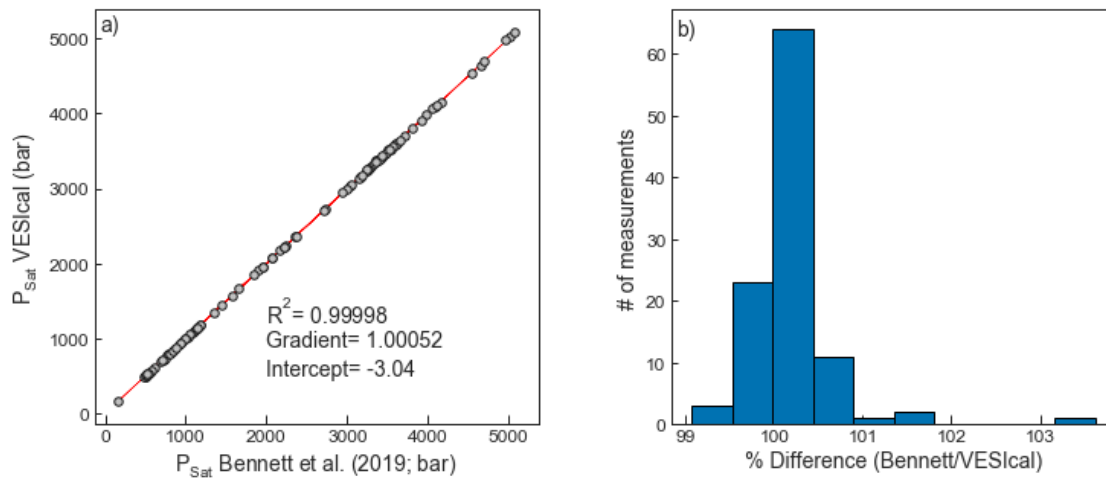 a)
5000
4000
3000
2000
1000
0
P_Sat VESIcal (bar)
R^2= 0.99998
Gradient= 1.00052
Intercept= -3.04
0 1000 2000 3000 4000 5000
P_Sat Bennett et al. (2019; bar)
b)
60
50
40
30
20
10
0
# of measurements
99 100 101 102 103
% Difference (Bennett/VESIcal)